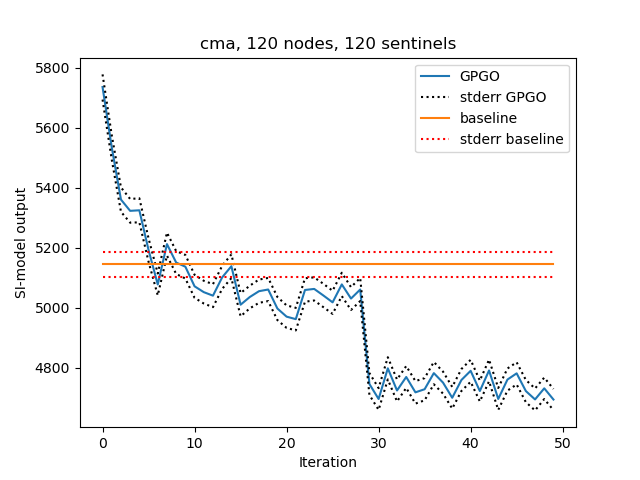 cma, 120 nodes, 120 sentinels
GPGO
stderr GPGO
baseline
stderr baseline
SI-model output
5800
5600
5400
5200
5000
4800
0 10 20 30 40 50
Iteration